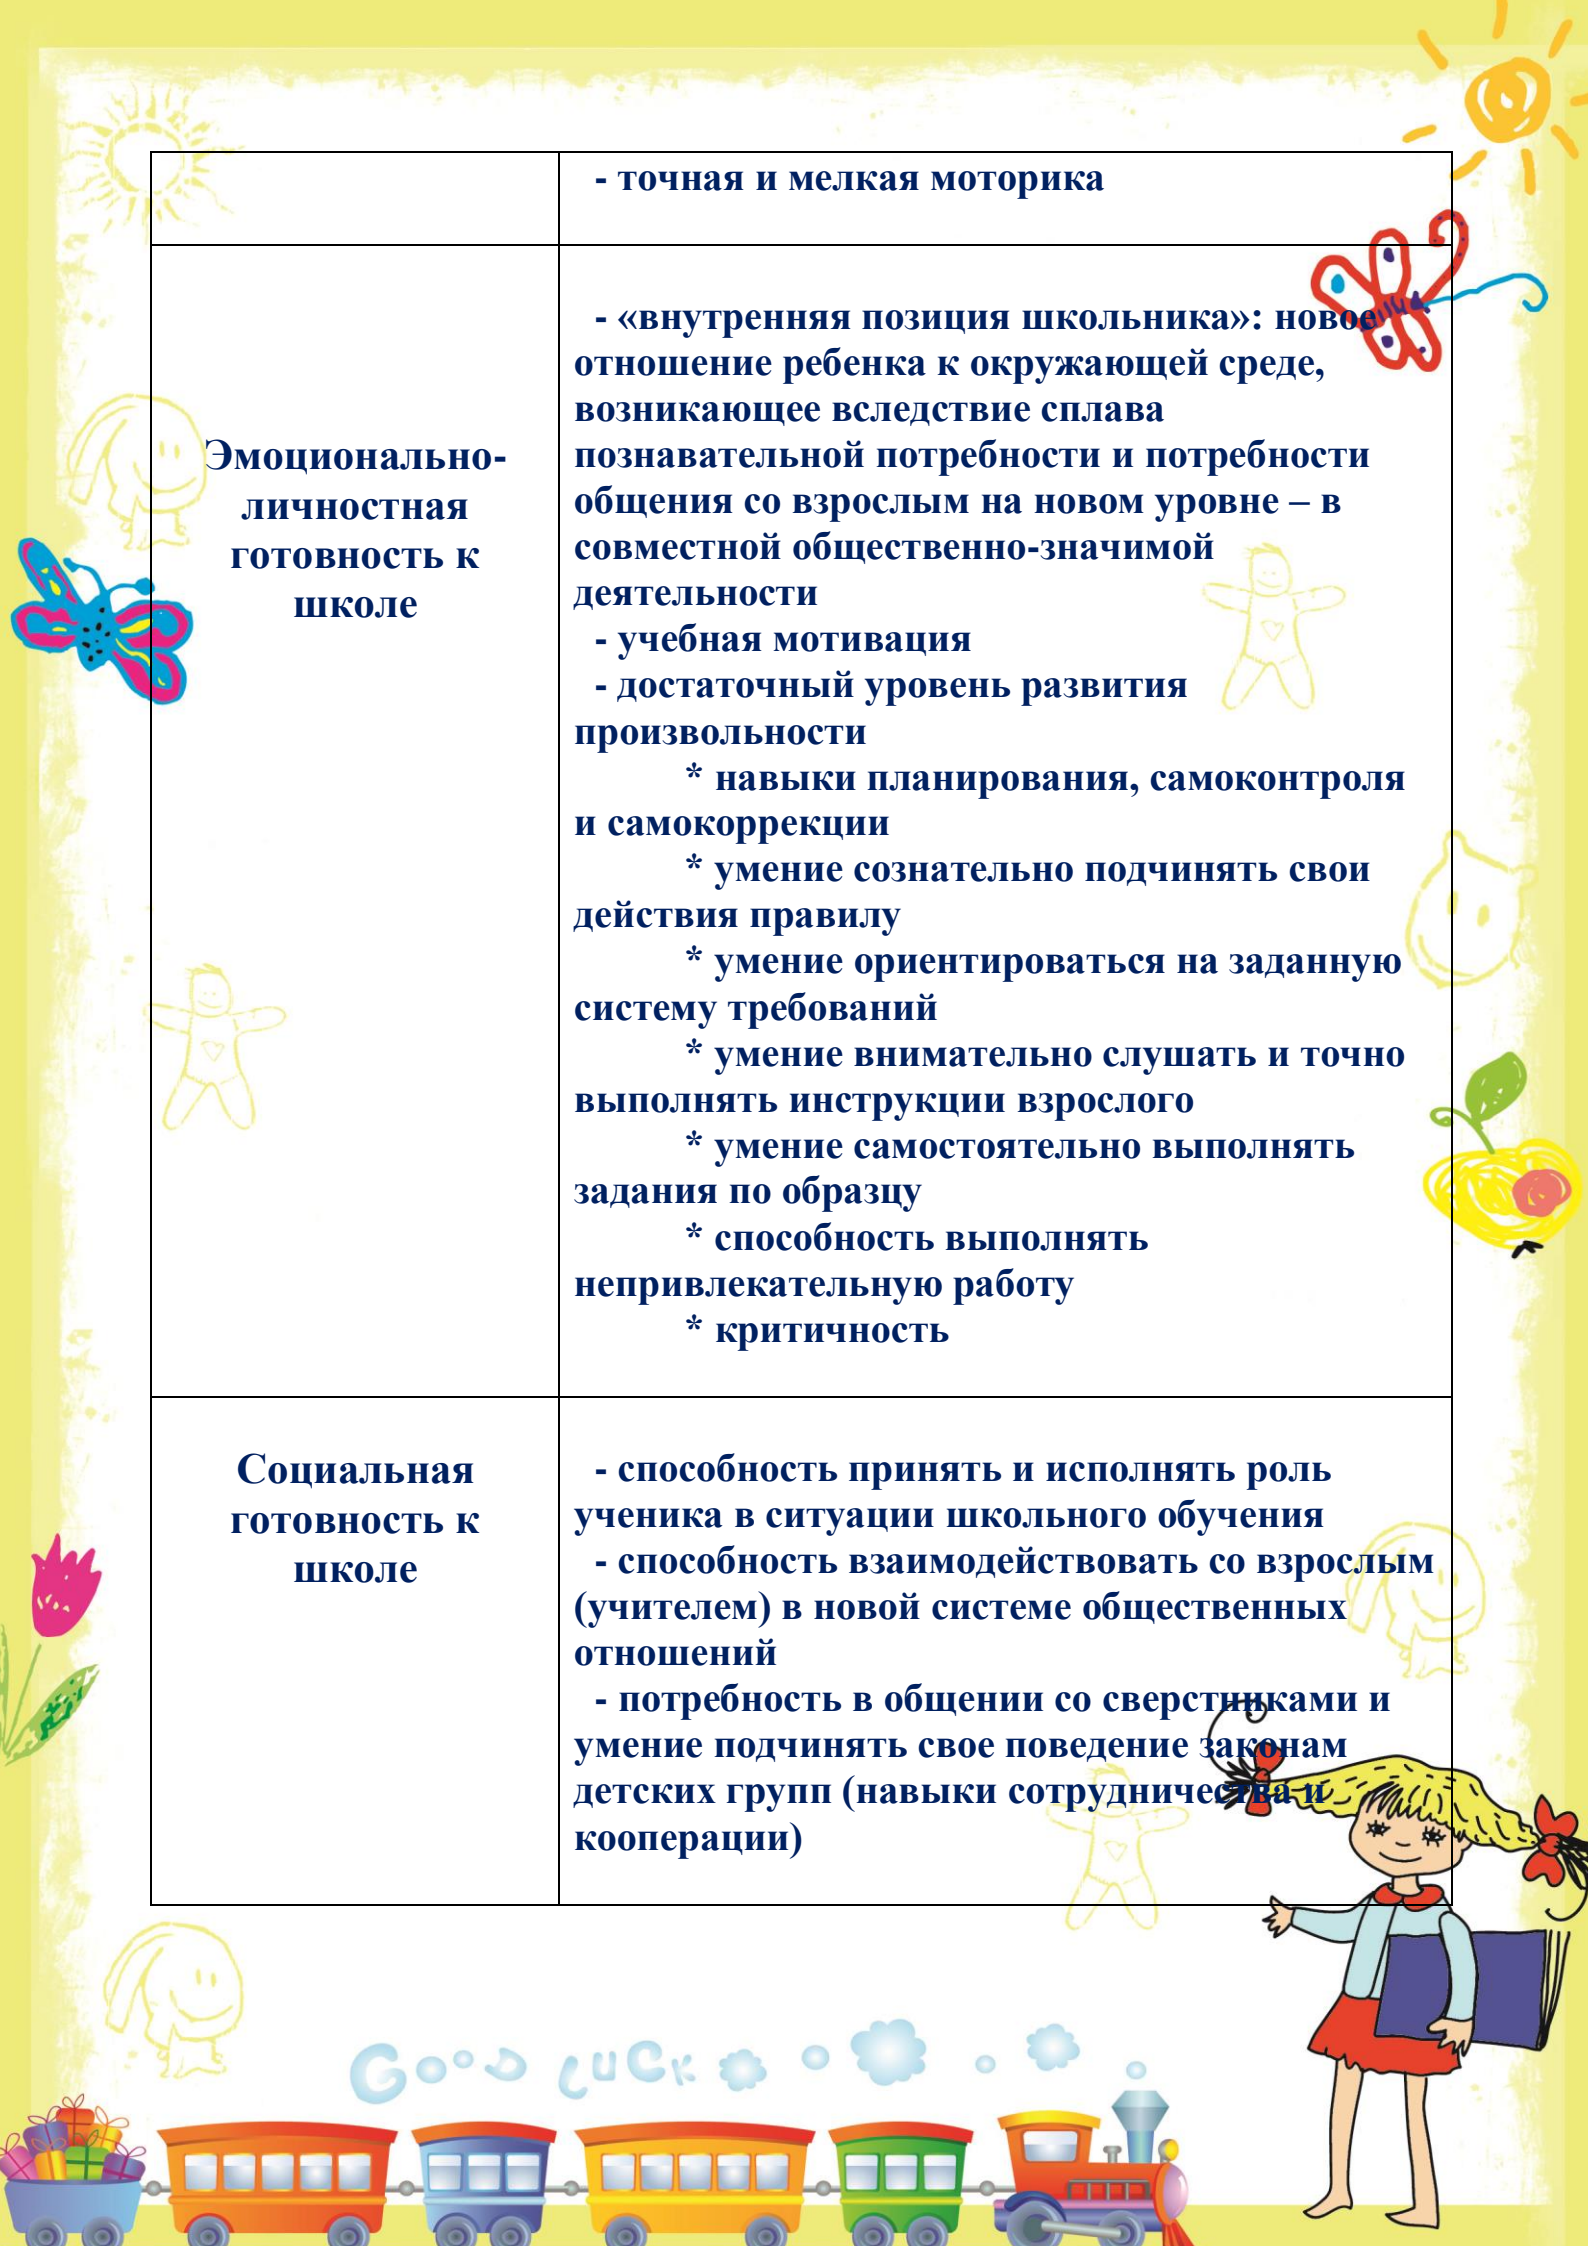 - точная и мелкая моторика
Эмоционально-
личностная
готовность к
школе
- «внутренняя позиция школьника»: новое
отношение ребенка к окружающей среде,
возникающее вследствие сплава
познавательной потребности и потребности
общения со взрослым на новом уровне – в
совместной общественно-значимой
деятельности
- учебная мотивация
- достаточный уровень развития
произвольности
* навыки планирования, самоконтроля
и самокоррекции
* умение сознательно подчинять свои
действия правилу
* умение ориентироваться на заданную
систему требований
* умение внимательно слушать и точно
выполнять инструкции взрослого
* умение самостоятельно выполнять
задания по образцу
* способность выполнять
непривлекательную работу
* критичность
Социальная
готовность к
школе
- способность принять и исполнять роль
ученика в ситуации школьного обучения
- способность взаимодействовать со взрослым
(учителем) в новой системе общественных
отношений
- потребность в общении со сверстниками и
умение подчинять свое поведение законам
детских групп (навыки сотрудничества и
кооперации)
GOOD LUCK